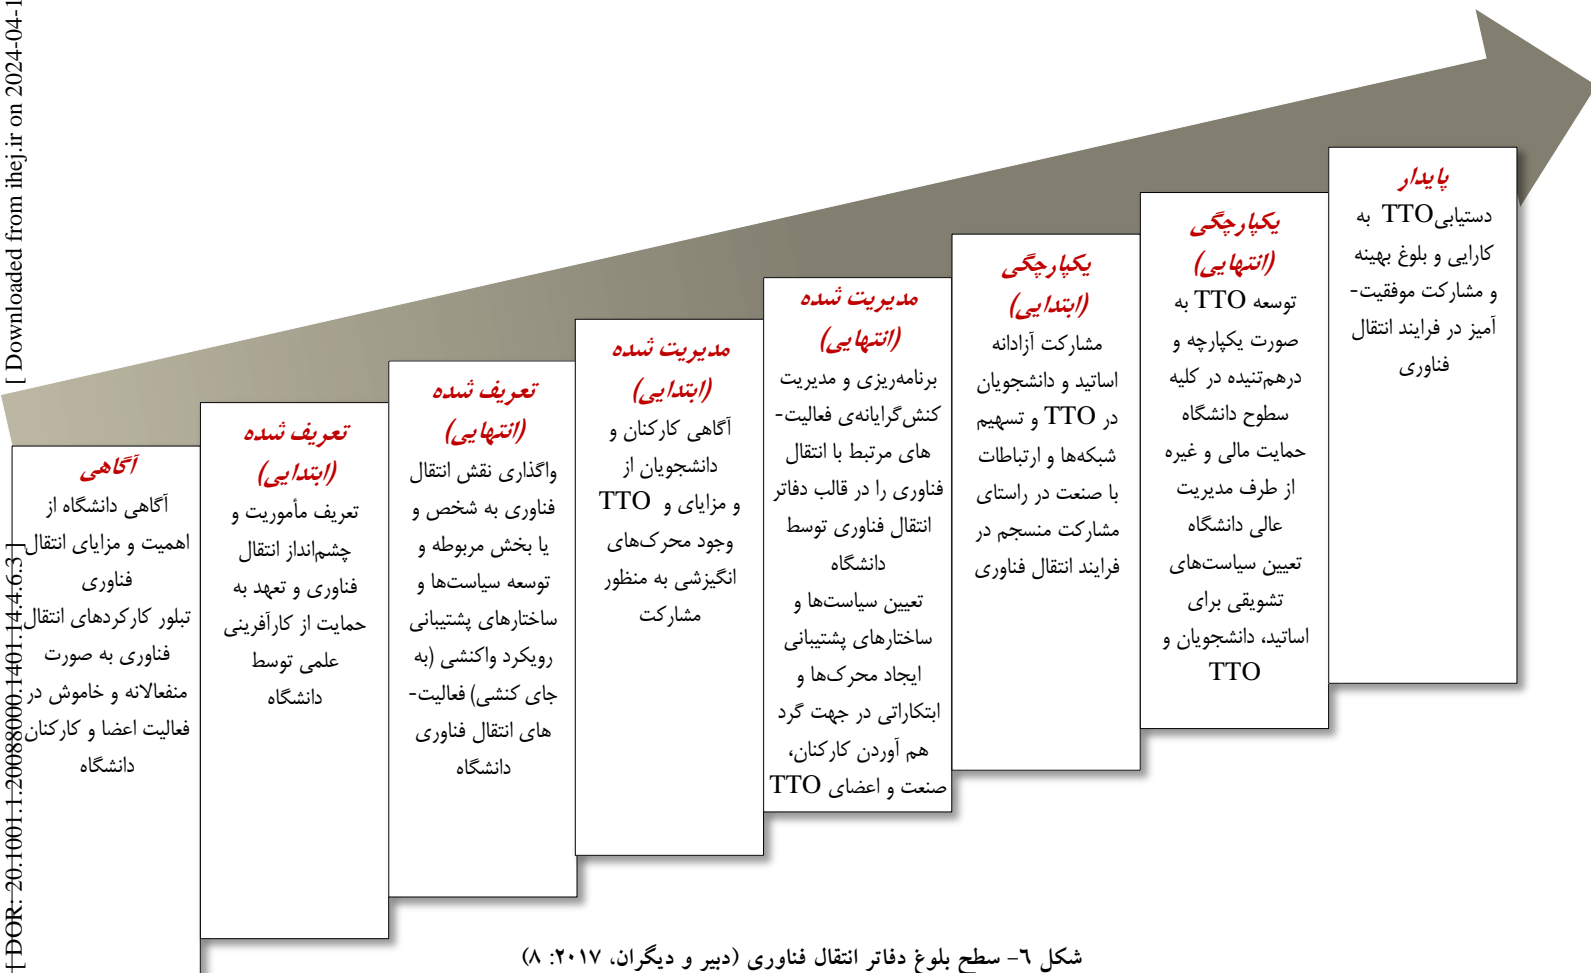 [ Downloaded from ihej.ir on 2024-04-1
[ DOR: 20.1001.1.20088000.1401.14.4.6.3 ]
آگاهی
آگاهی دانشگاه از
اهمیت و مزایای انتقال
فناوری
تبلور کارکردهای انتقال
فناوری به صورت
منفعالانه و خاموش در
فعالیت اعضا و کارکنان
دانشگاه
تعریف شده
(ابتدایی)
تعریف مأموریت و
چشم‌انداز انتقال
فناوری و تعهد به
حمایت از کارآفرینی
علمی توسط
دانشگاه
تعریف شده
(انتهایی)
واگذاری نقش انتقال
فناوری به شخص و
یا بخش مربوطه و
توسعه سیاست‌ها و
ساختارهای پشتیبانی
رویکرد واکنشی (به
جای کنشی) فعالیت-
های انتقال فناوری
دانشگاه
مدیریت شده
(ابتدایی)
آگاهی کارکنان و
دانشجویان از
و مزایای و TTO
وجود محرک‌های
انگیزشی به منظور
مشارکت
مدیریت شده
(انتهایی)
برنامه‌ریزی و مدیریت
کنش‌گرایانه‌ی فعالیت-
های مرتبط با انتقال
فناوری را در قالب دفاتر
انتقال فناوری توسط
دانشگاه
تعیین سیاست‌ها و
ساختارهای پشتیبانی
ایجاد محرک‌ها و
ابتکاراتی در جهت گرد
هم آوردن کارکنان،
صنعت و اعضای TTO
یکپارچگی
(ابتدایی)
مشارکت آزادانه
اساتید و دانشجویان
در TTO و تسهیم
شبکه‌ها و ارتباطات
با صنعت در راستای
مشارکت منسجم در
فرایند انتقال فناوری
یکپارچگی
(انتهایی)
توسعه TTO به
صورت یکپارچه و
درهم‌تنیده در کلیه
سطوح دانشگاه
حمایت مالی و غیره
از طرف مدیریت
عالی دانشگاه
تعیین سیاست‌های
تشویقی برای
اساتید، دانشجویان و
TTO
پایدار
دستیابی TTO به
کارایی و بلوغ بهینه
و مشارکت موفقیت-
آمیز در فرایند انتقال
فناوری
شکل ٦- سطح بلوغ دفاتر انتقال فناوری (دبیر و دیگران، ۲۰۱۷: ۸)